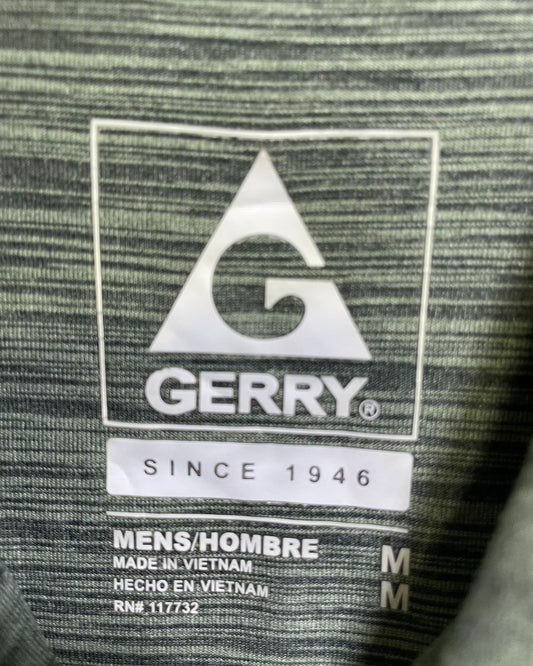 G
GERRY®
SINCE 1946
MENS/HOMBRE M
MADE IN VIETNAM
HECHO EN VIETNAM M
RN# 117732